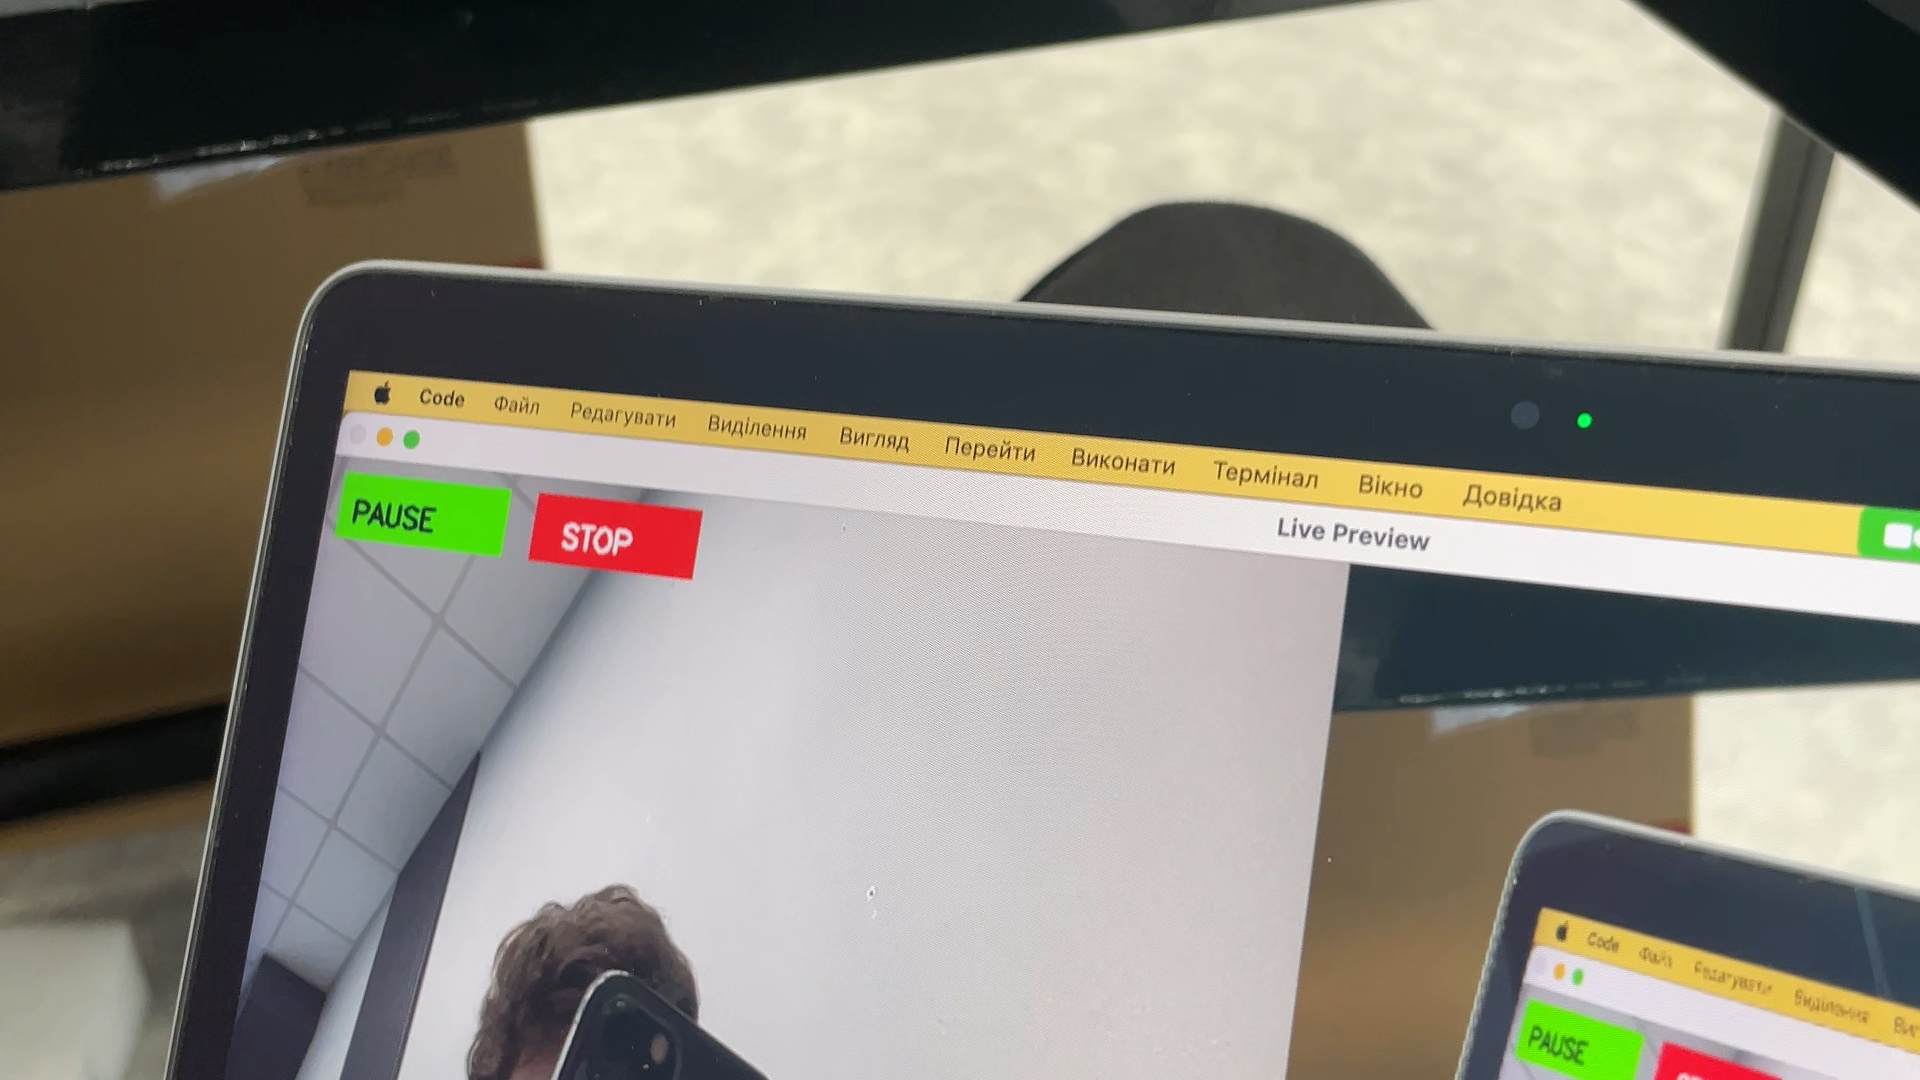 Code Файл Редагувати Виділення Вигляд Перейти Виконати Термінал Вікно Довідка
Live Preview
PAUSE STOP
Code Файл Редагувати Виділення
PAUSE